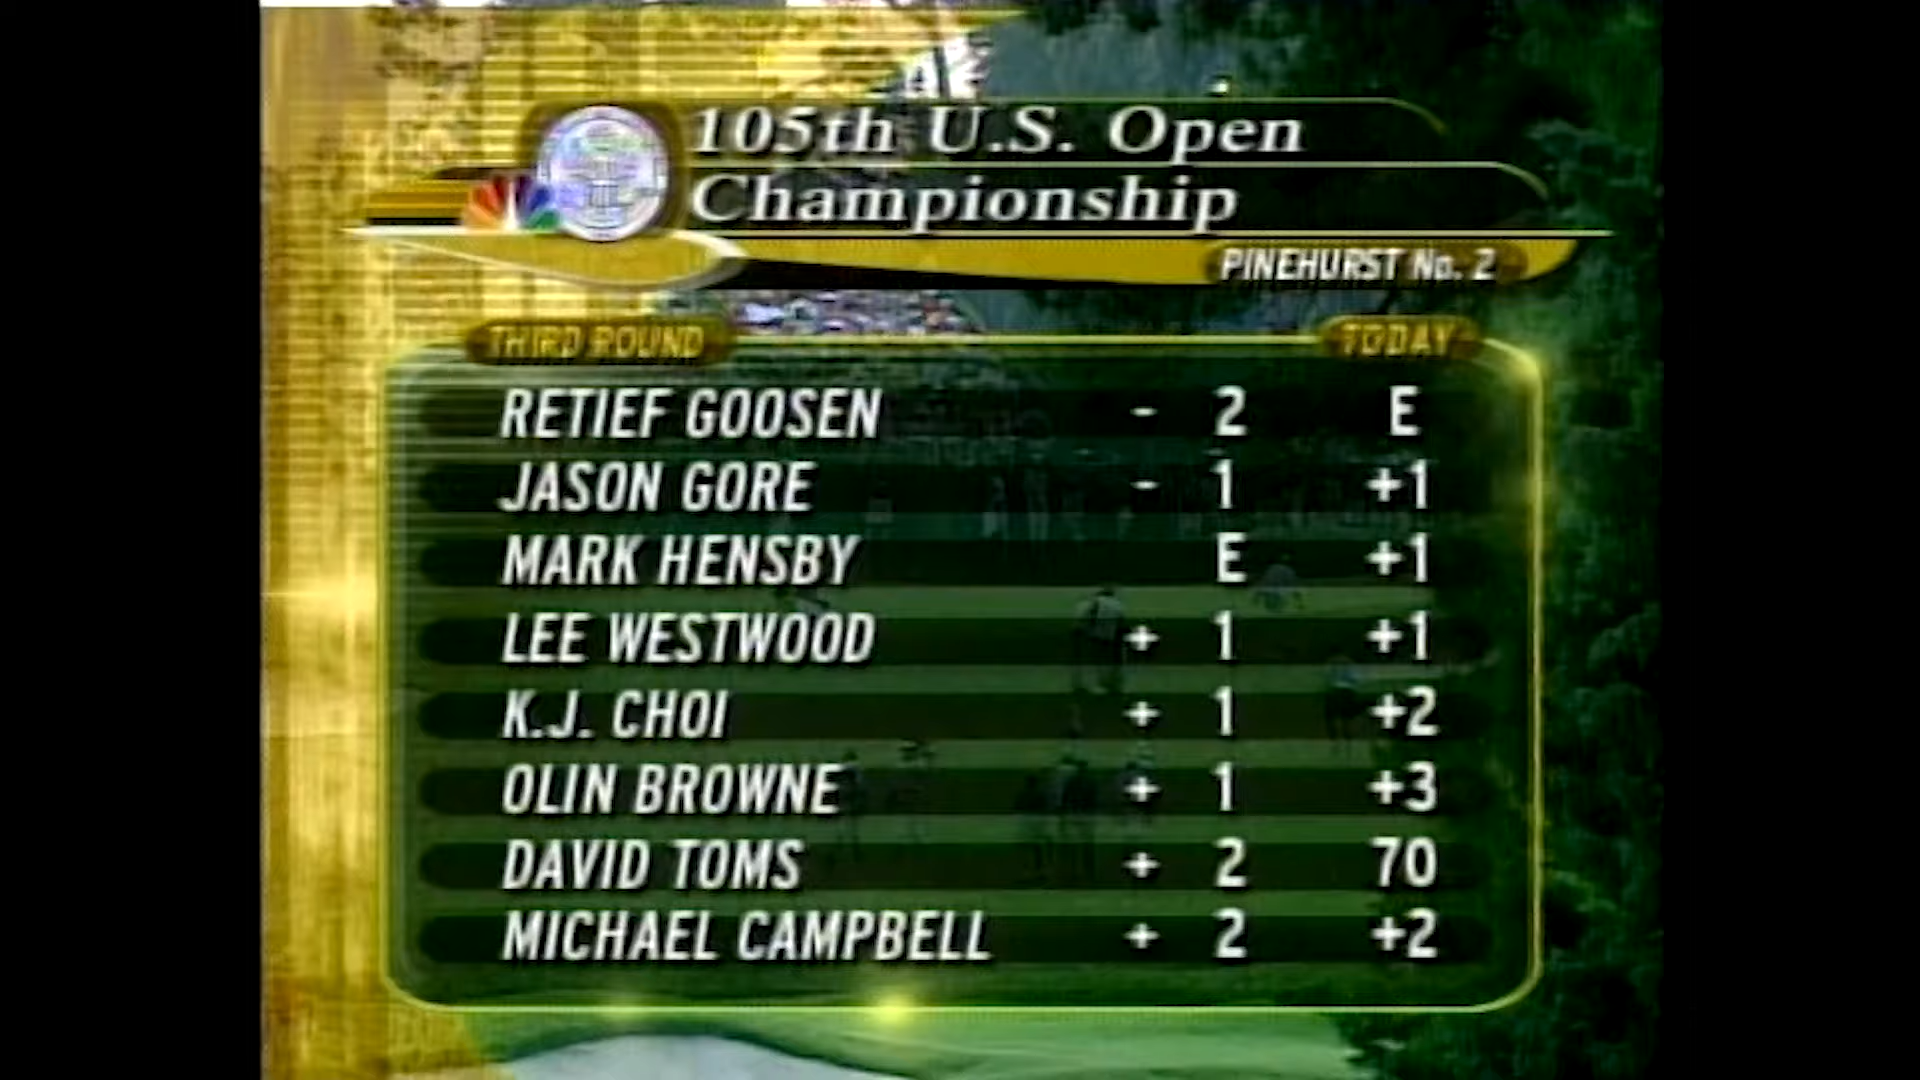 105th U.S. Open
Championship
PINEHURST No. 2
THIRD ROUND TODAY
RETIEF GOOSEN - 2 E
JASON GORE - 1 +1
MARK HENSBY E +1
LEE WESTWOOD + 1 +1
K.J. CHOI + 1 +2
OLIN BROWNE + 1 +3
DAVID TOMS + 2 70
MICHAEL CAMPBELL + 2 +2